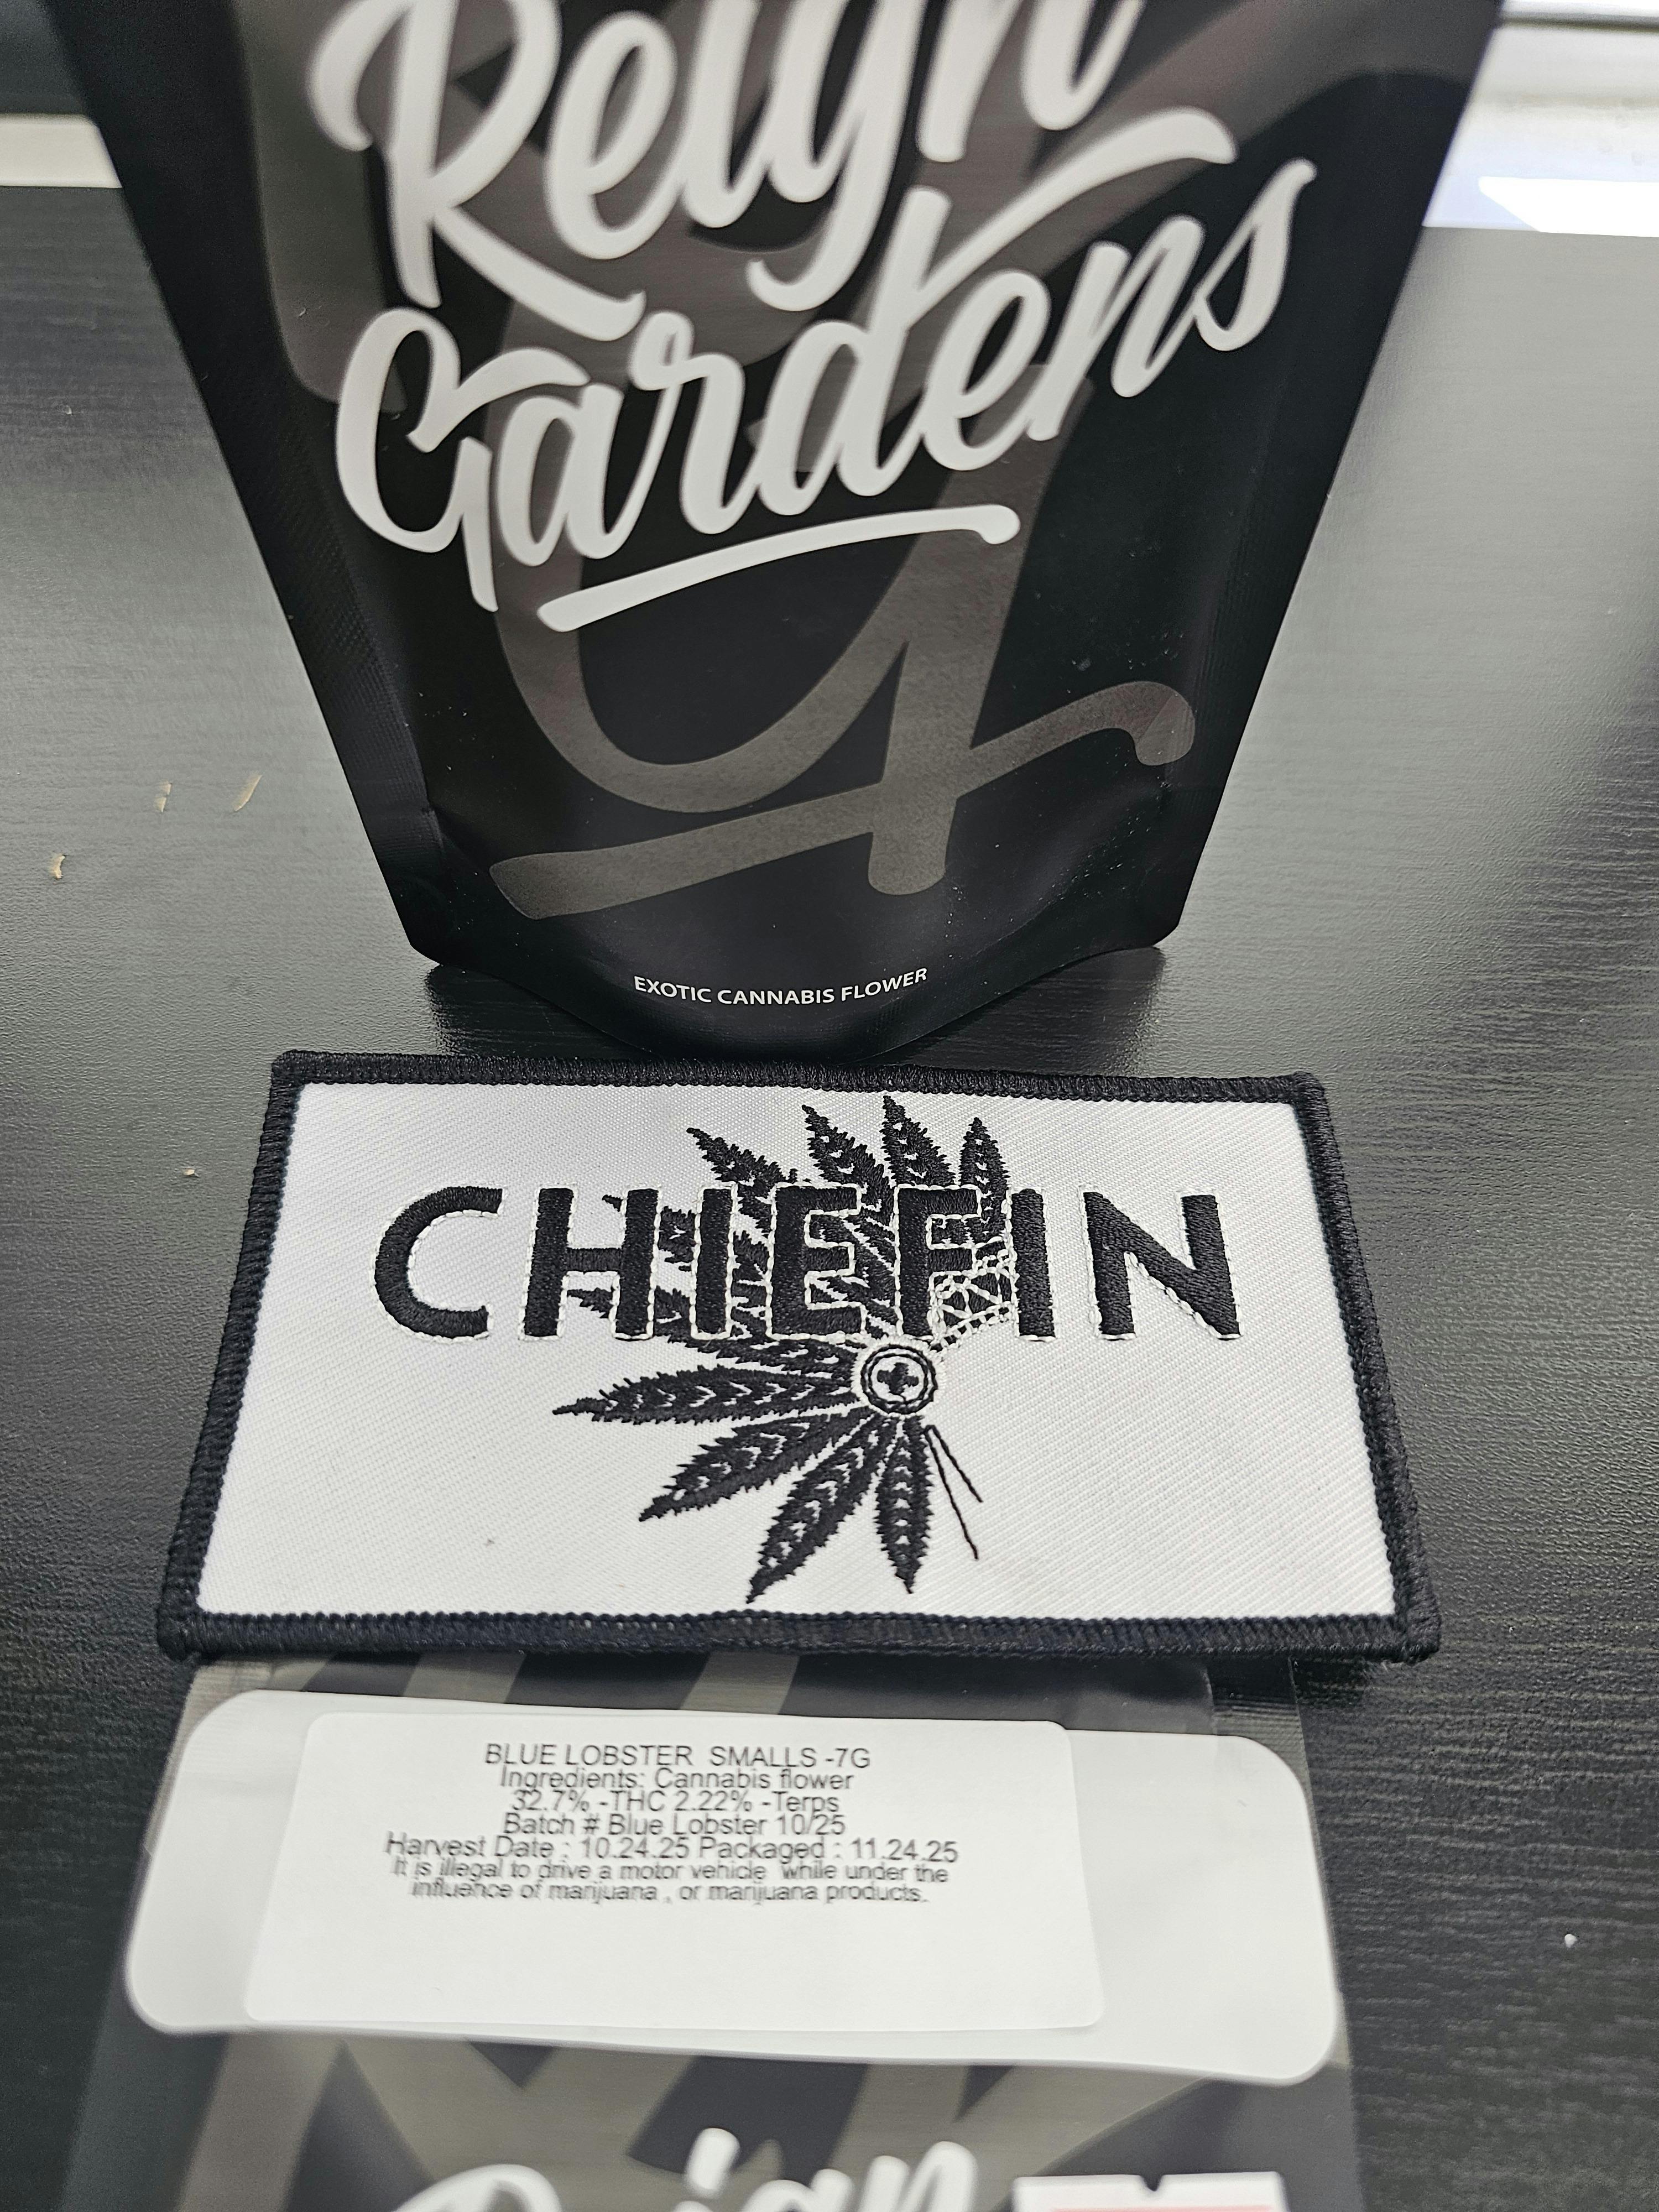 Reign
Gardens
EXOTIC CANNABIS FLOWER
CHIEFIN
BLUE LOBSTER SMALLS -7G
Ingredients: Cannabis flower
32.7% -THC 2.22% -Terps
Batch # Blue Lobster 10/25
Harvest Date : 10.24.25 Packaged : 11.24.25
It is illegal to drive a motor vehicle while under the
influence of marijuana , or marijuana products.
Reign